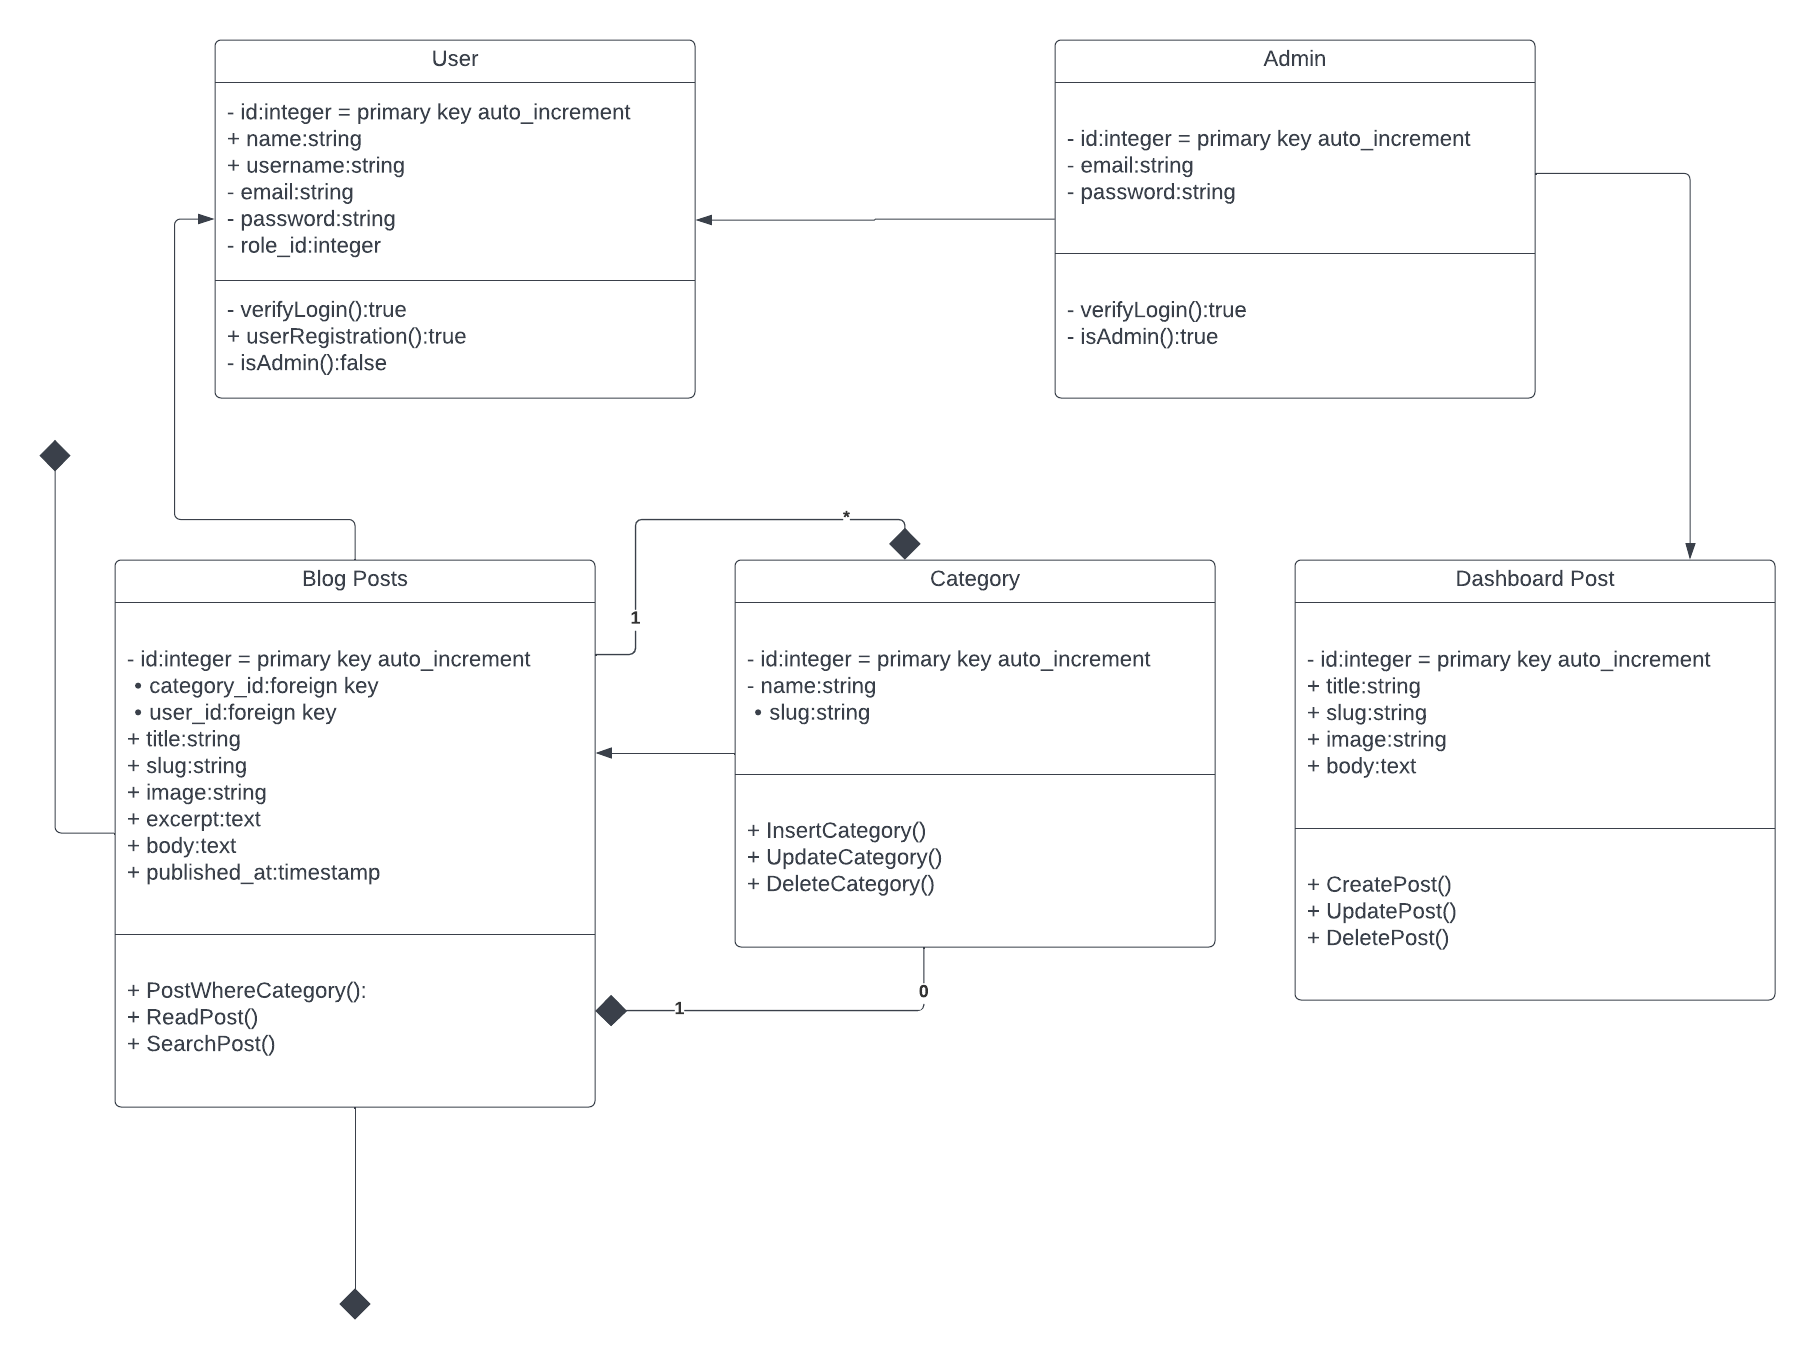 User
- id:integer = primary key auto_increment
+ name:string
+ username:string
- email:string
- password:string
- role_id:integer
- verifyLogin():true
+ userRegistration():true
- isAdmin():false
Admin
- id:integer = primary key auto_increment
- email:string
- password:string
- verifyLogin():true
- isAdmin():true
Blog Posts
- id:integer = primary key auto_increment
• category_id:foreign key
• user_id:foreign key
+ title:string
+ slug:string
+ image:string
+ excerpt:text
+ body:text
+ published_at:timestamp
+ PostWhereCategory():
+ ReadPost()
+ SearchPost()
*
1
Category
- id:integer = primary key auto_increment
- name:string
• slug:string
+ InsertCategory()
+ UpdateCategory()
+ DeleteCategory()
0
1
Dashboard Post
- id:integer = primary key auto_increment
+ title:string
+ slug:string
+ image:string
+ body:text
+ CreatePost()
+ UpdatePost()
+ DeletePost()